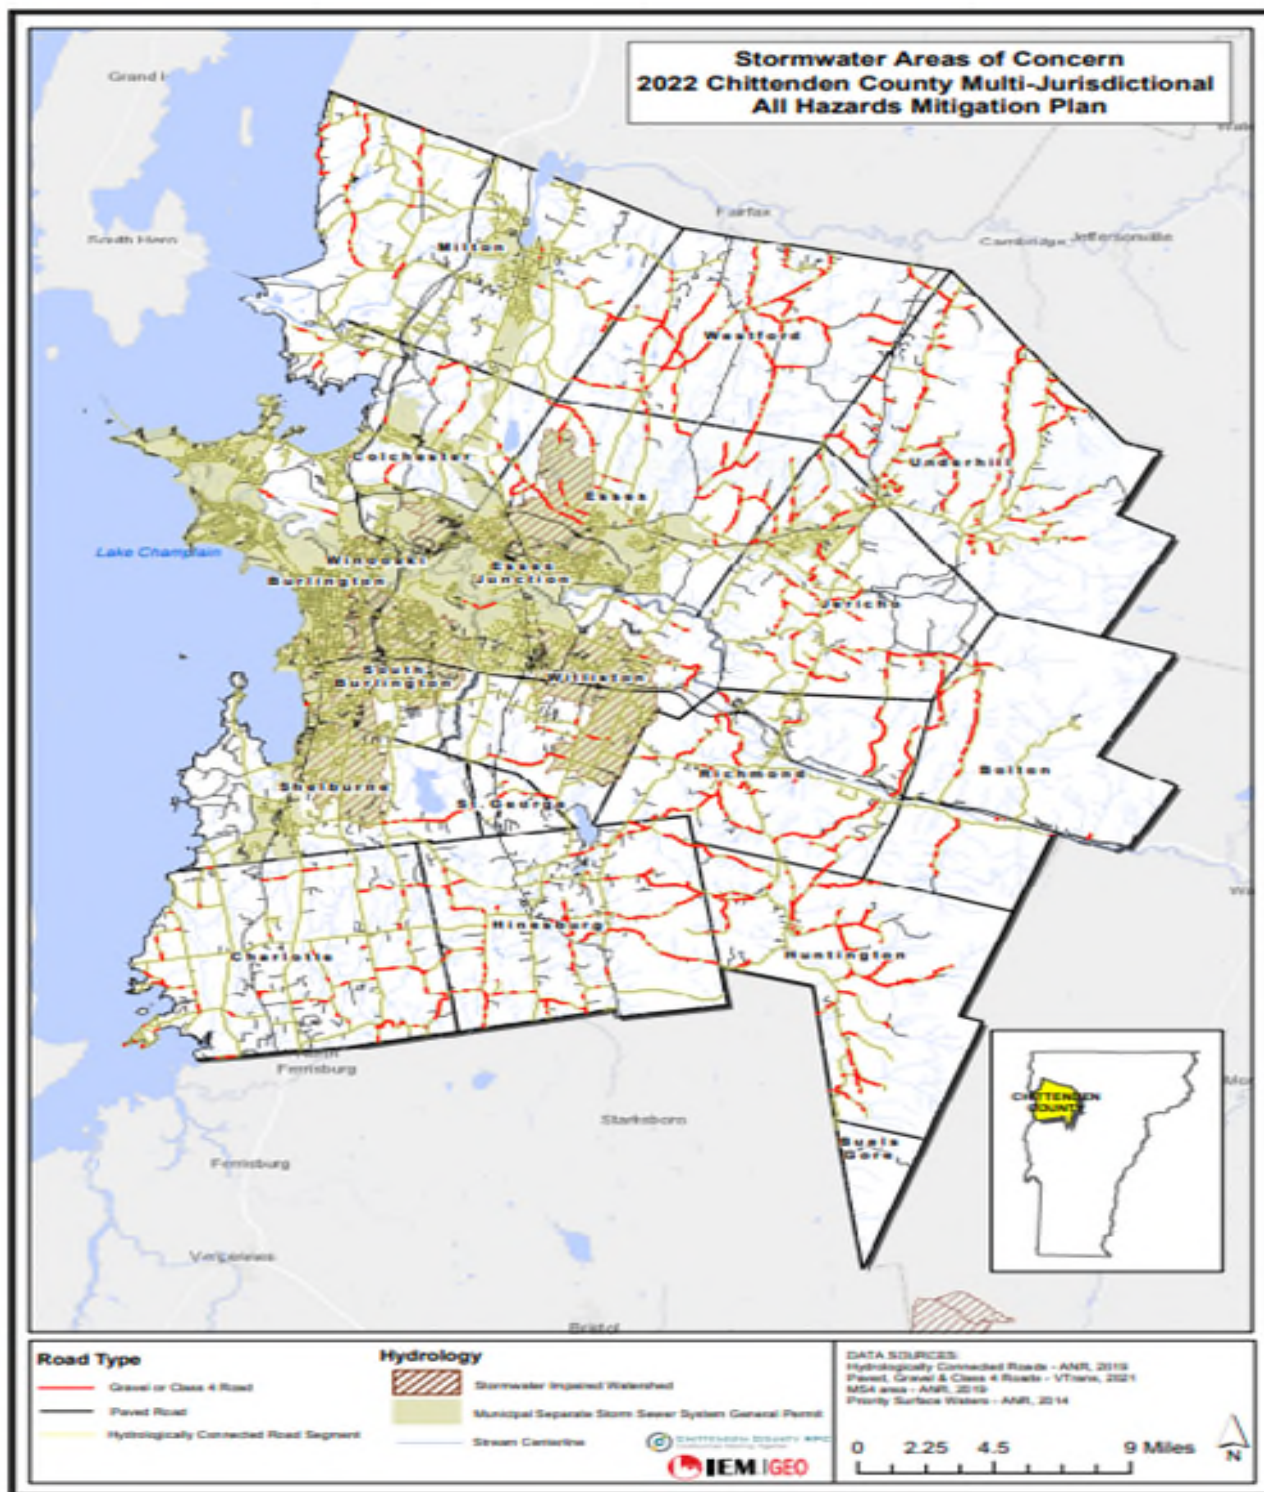 Stormwater Areas of Concern
2022 Chittenden County Multi-Jurisdictional
All Hazards Mitigation Plan
Grand I
Fairfax
South Hero
Cambridge
Jeffersonville
Milton
Westford
Colchester
Underhill
Essex
Lake Champlain
Winooski
Burlington
Essex
Junction
Jericho
South
Burlington
Williston
Richmond
Bolton
Shelburne
St. George
Hinesburg
Charlotte
Huntington
Ferrisburg
Starksboro
Buels
Gore
CHITTENDEN
COUNTY
Ferrisburg
Vergennes
Bristol
Road Type
Gravel or Class 4 Road
Paved Road
Hydrologically Connected Road Segment
Hydrology
Stormwater Impaired Watershed
Municipal Separate Storm Sewer System General Permit
Stream Centerline
CHITTENDEN COUNTY RPC
IEM GEO
DATA SOURCES:
Hydrologically Connected Roads - ANR, 2019
Paved, Gravel & Class 4 Roads - VTrans, 2021
MS4 area - ANR, 2019
Priority Surface Waters - ANR, 2014
0 2.25 4.5 9 Miles
N